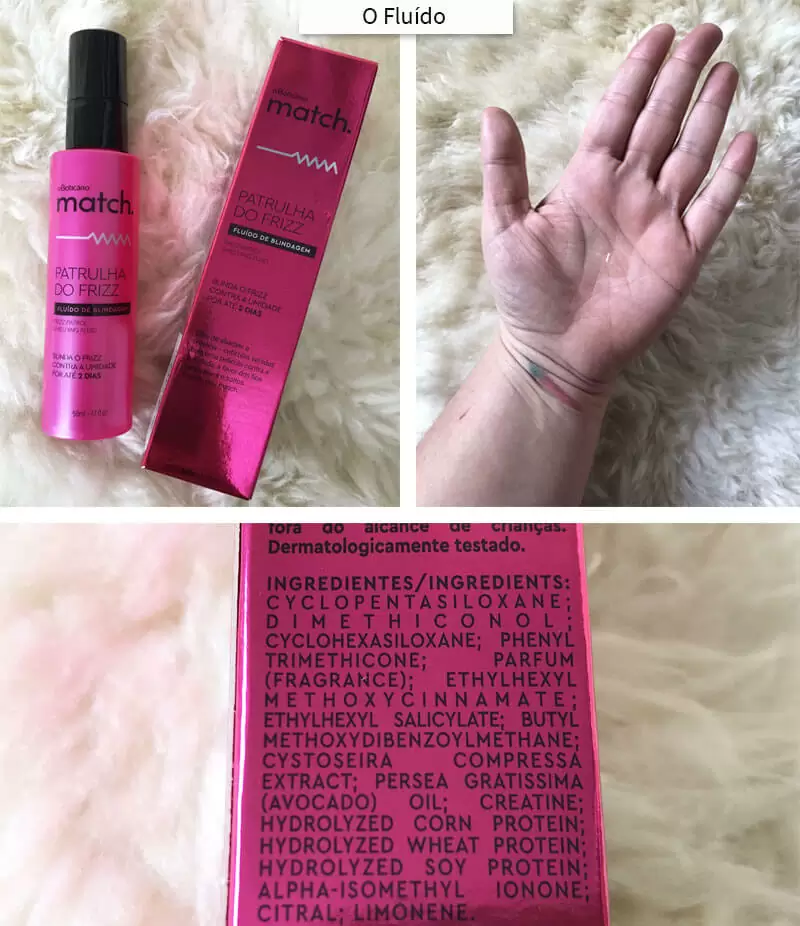 O Fluído
oBoticário
match.
PATRULHA
DO FRIZZ
FLUÍDO DE BLINDAGEM
BLINDA O FRIZZ
CONTRA A UMIDADE
POR ATÉ 2 DIAS
oBoticário
match.
PATRULHA
DO FRIZZ
FLUÍDO DE BLINDAGEM
BLINDA O FRIZZ
CONTRA A UMIDADE
POR ATÉ 2 DIAS
fora do alcance de crianças.
Dermatologicamente testado.
INGREDIENTES/INGREDIENTS:
CYCLOPENTASILOXANE;
DIMETHICONOL;
CYCLOHEXASILOXANE; PHENYL
TRIMETHICONE; PARFUM
(FRAGRANCE); ETHYLHEXYL
METHOXYCINNAMATE;
ETHYLHEXYL SALICYLATE; BUTYL
METHOXYDIBENZOYLMETHANE;
CYSTOSEIRA COMPRESSA
EXTRACT; PERSEA GRATISSIMA
(AVOCADO) OIL; CREATINE;
HYDROLYZED CORN PROTEIN;
HYDROLYZED WHEAT PROTEIN;
HYDROLYZED SOY PROTEIN;
ALPHA-ISOMETHYL IONONE;
CITRAL; LIMONENE.